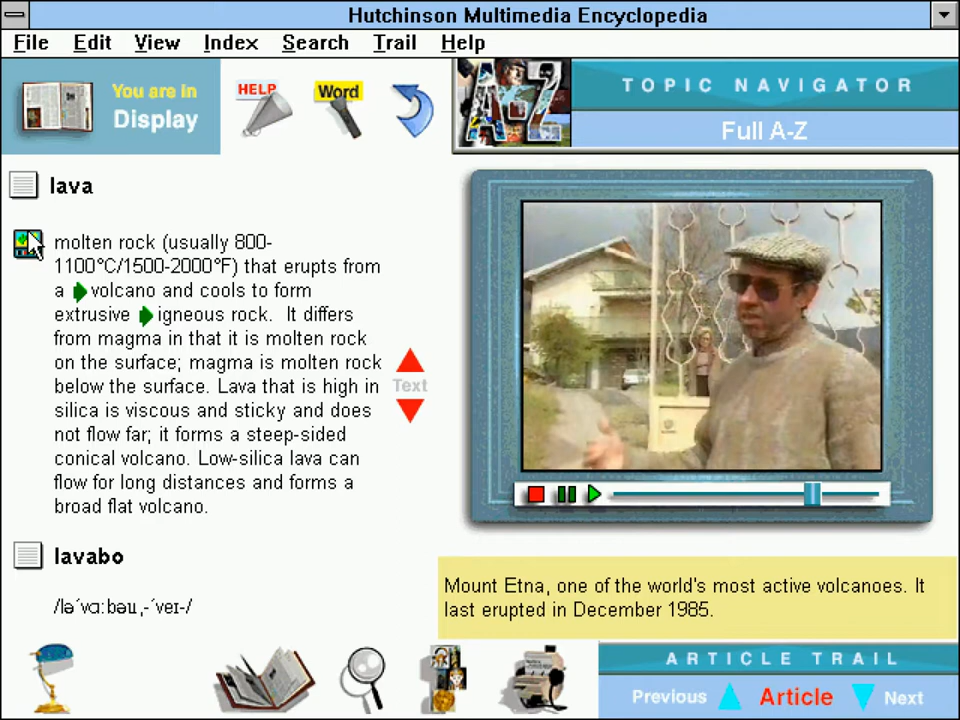 Hutchinson Multimedia Encyclopedia
File Edit View Index Search Trail Help
You are in
Display
HELP
Word
A-Z
TOPIC NAVIGATOR
Full A-Z
lava
molten rock (usually 800-
1100°C/1500-2000°F) that erupts from
a volcano and cools to form
extrusive igneous rock. It differs
from magma in that it is molten rock
on the surface; magma is molten rock
below the surface. Lava that is high in
silica is viscous and sticky and does
not flow far; it forms a steep-sided
conical volcano. Low-silica lava can
flow for long distances and forms a
broad flat volcano.
Text
lavabo
/ləˈvɑːbəʊ,-ˈveɪ-/
Mount Etna, one of the world's most active volcanoes. It
last erupted in December 1985.
ARTICLE TRAIL
Previous Article Next